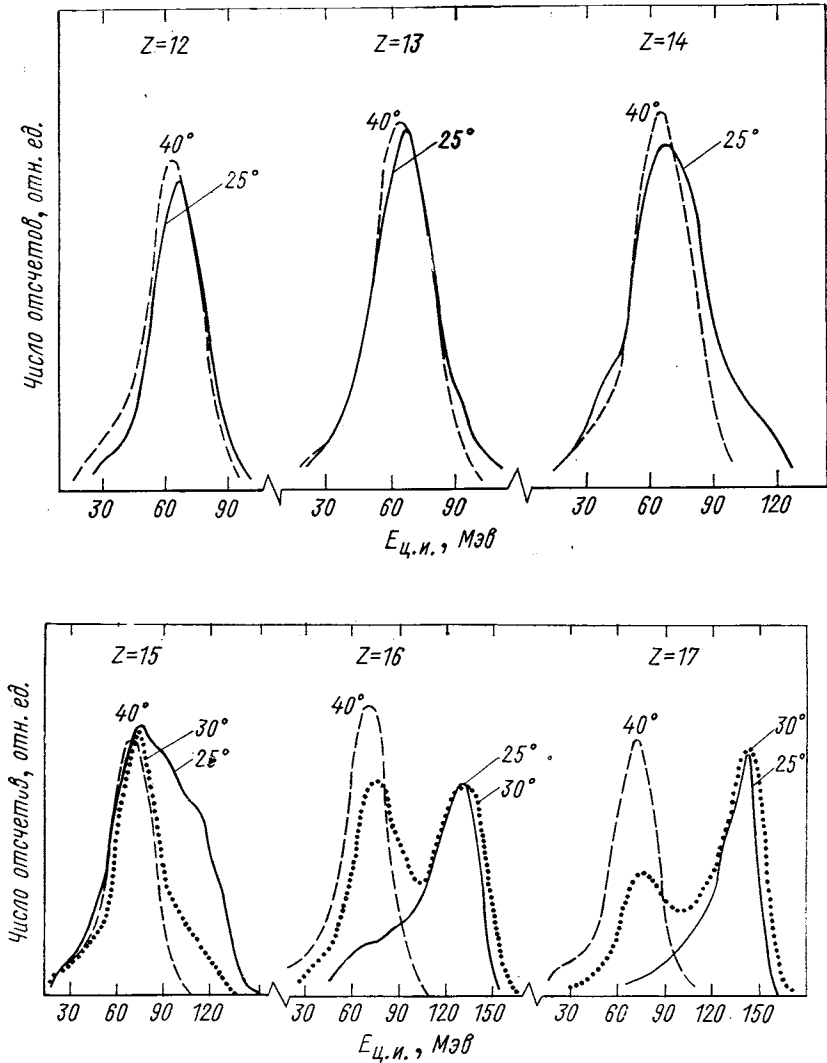 Z=12 Z=13 Z=14
40° 40° 40°
25° 25° 25°
Число отсчетов, отн. ед.
30 60 90 30 60 90 30 60 90 120
Eц.и., Мэв
Z=15 Z=16 Z=17
40° 30° 25° 40° 25° 30° 40° 30° 25°
Число отсчетов, отн. ед.
30 60 90 120 30 60 90 120 150 30 60 90 120 150
Eц.и., Мэв